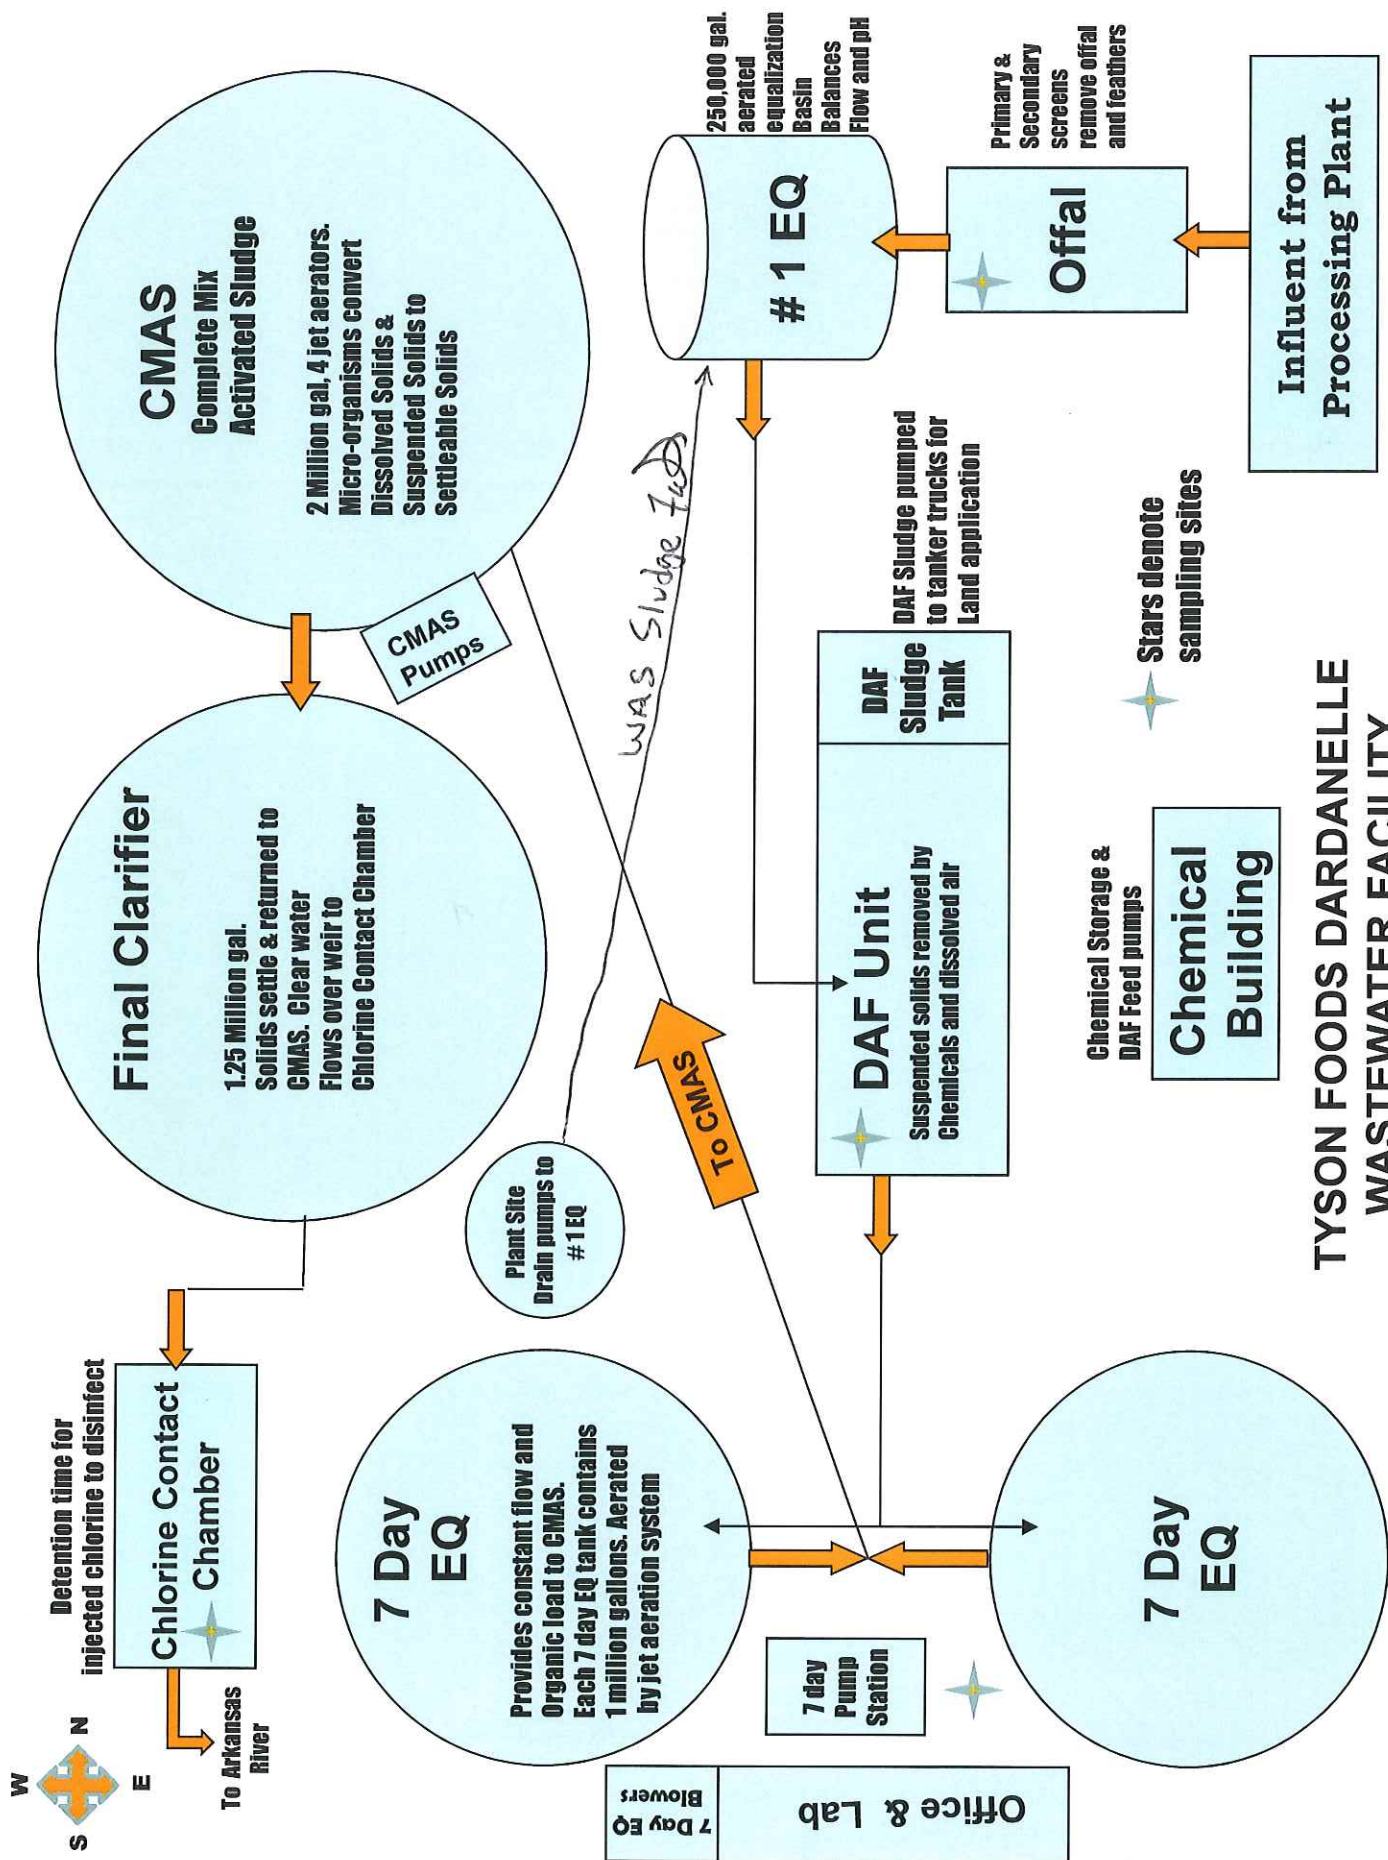 W
S
N
E
To Arkansas
River
Detention time for
injected chlorine to disinfect
Chlorine Contact
Chamber
Final Clarifier
1.25 Million gal.
Solids settle & returned to
CMAS. Clear water
Flows over weir to
Chlorine Contact Chamber
CMAS
Complete Mix
Activated Sludge
2 Million gal, 4 jet aerators.
Micro-organisms convert
Dissolved Solids &
Suspended Solids to
Settleable Solids
CMAS
Pumps
7 Day
EQ
Provides constant flow and
Organic load to CMAS.
Each 7 day EQ tank contains
1 million gallons. Aerated
by jet aeration system
Plant Site
Drain pumps to
#1 EQ
WAS Sludge
To CMAS
# 1 EQ
250,000 gal.
aerated
equalization
Basin
Balances
Flow and pH
7 Day EQ
Blowers
Office & Lab
7 day
Pump
Station
DAF Unit
Suspended solids removed by
Chemicals and dissolved air
DAF
Sludge
Tank
DAF Sludge pumped
to tanker trucks for
Land application
Offal
Primary &
Secondary
screens
remove offal
and feathers
7 Day
EQ
Chemical Storage &
DAF Feed pumps
Chemical
Building
Stars denote
sampling sites
Influent from
Processing Plant
TYSON FOODS DARDANELLE
WASTEWATER FACILITY